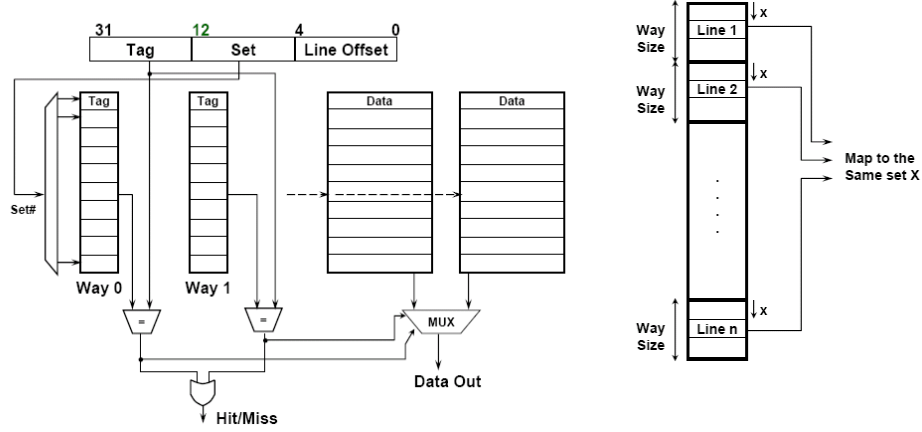 31 12 4 0
Tag Set Line Offset
Tag
Tag
Data
Data
Set#
Way 0
Way 1
=
=
MUX
Data Out
Hit/Miss
Way
Size
Line 1
x
Way
Size
Line 2
x
Map to the
Same set X
Way
Size
Line n
x